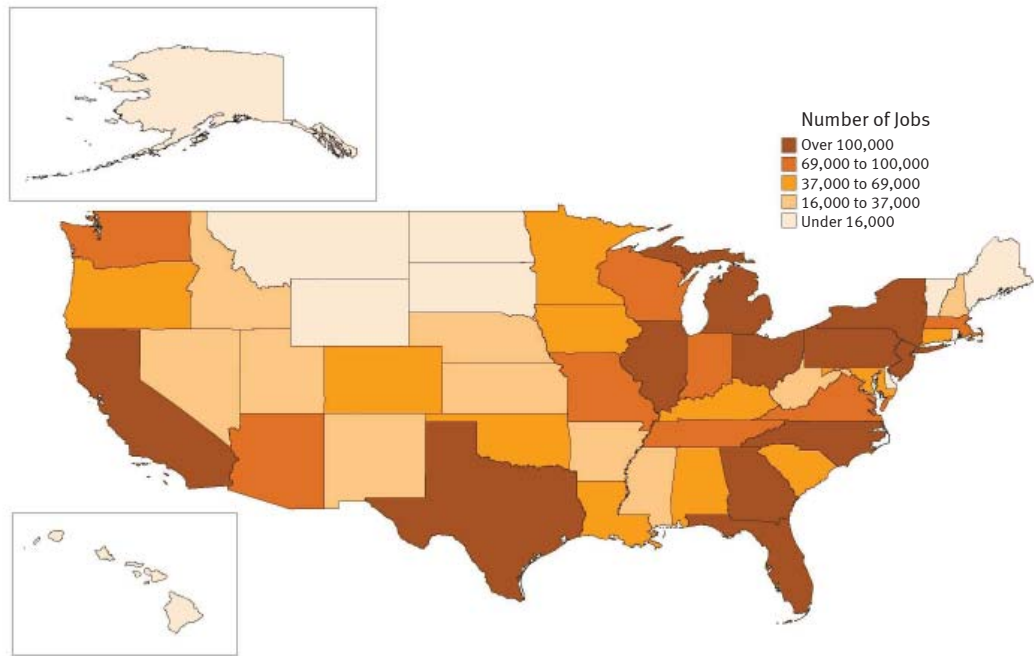 Number of Jobs
Over 100,000
69,000 to 100,000
37,000 to 69,000
16,000 to 37,000
Under 16,000